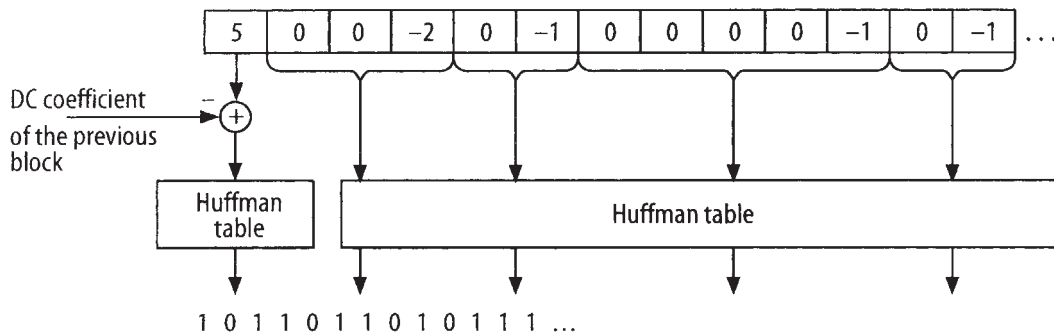 5 0 0 −2 0 −1 0 0 0 0 −1 0 −1 ...
−
DC coefficient
of the previous
block
+
Huffman
table
Huffman table
1 0 1 1 0 1 1 0 1 0 1 1 1 ...